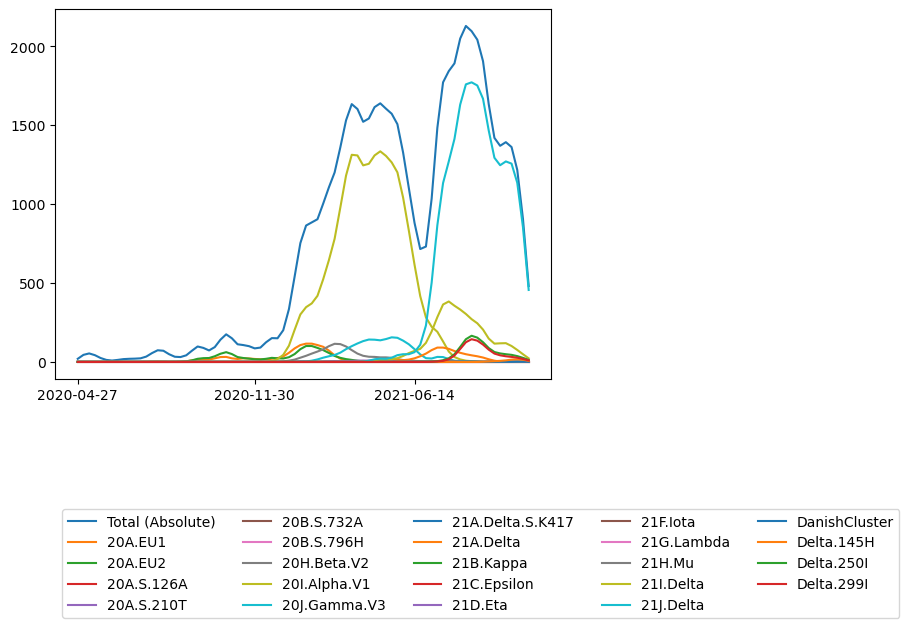 2000
1500
1000
500
0
2020-04-27 2020-11-30 2021-06-14
Total (Absolute) 20B.S.732A 21A.Delta.S.K417 21F.Iota DanishCluster
20A.EU1 20B.S.796H 21A.Delta 21G.Lambda Delta.145H
20A.EU2 20H.Beta.V2 21B.Kappa 21H.Mu Delta.250I
20A.S.126A 20I.Alpha.V1 21C.Epsilon 21I.Delta Delta.299I
20A.S.210T 20J.Gamma.V3 21D.Eta 21J.Delta